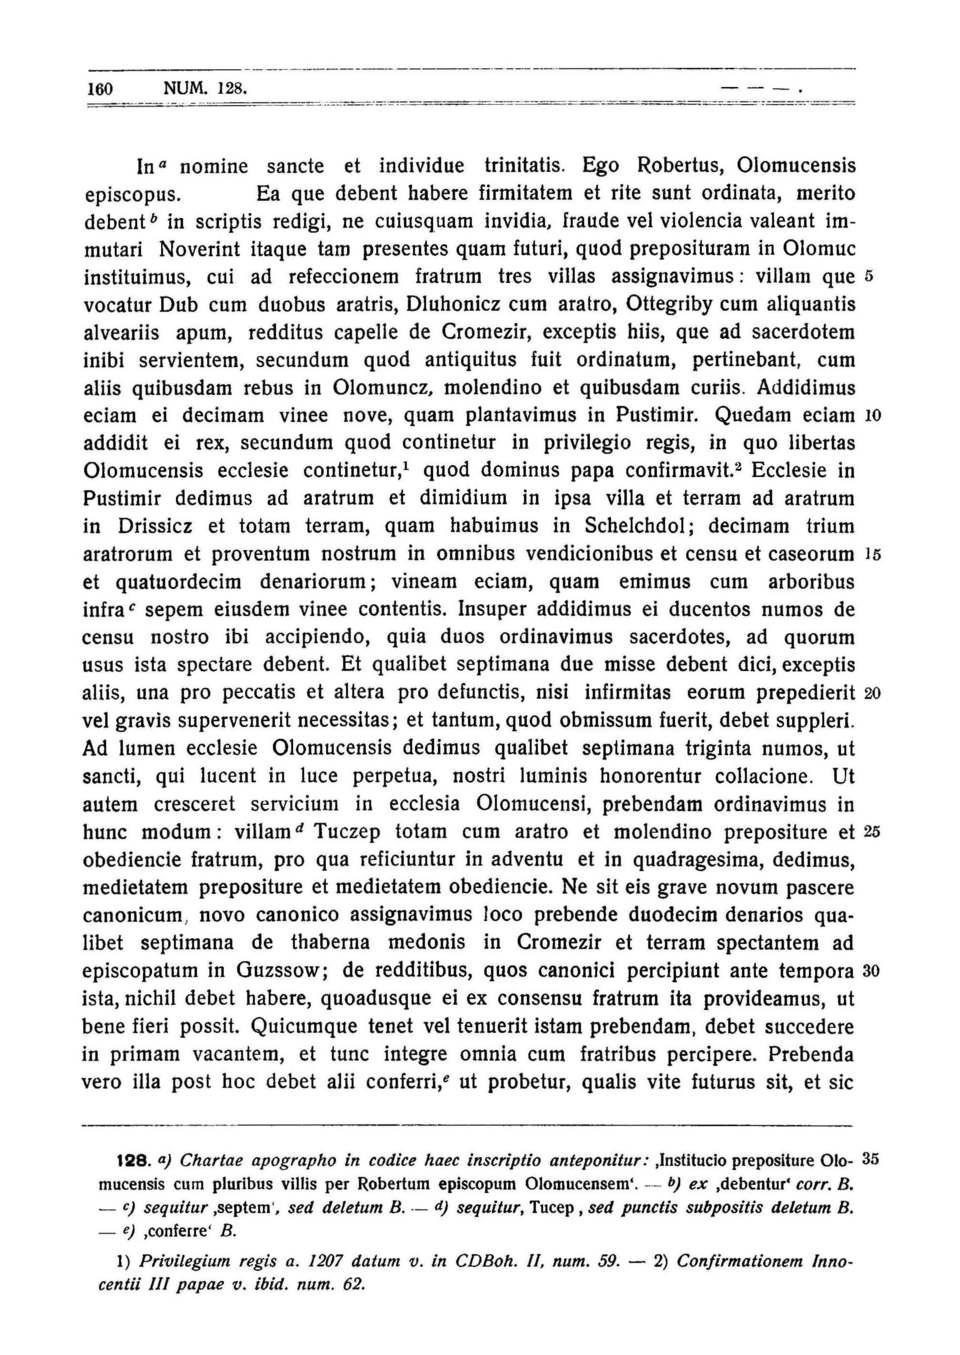 160 NUM. 128. — — — .
In ᵃ nomine sancte et individue trinitatis. Ego Robertus, Olomucensis
episcopus. Ea que debent habere firmitatem et rite sunt ordinata, merito
debent ᵇ in scriptis redigi, ne cuiusquam invidia, fraude vel violencia valeant im-
mutari Noverint itaque tam presentes quam futuri, quod preposituram in Olomuc
instituimus, cui ad refeccionem fratrum tres villas assignavimus: villam que 5
vocatur Dub cum duobus aratris, Dluhonicz cum aratro, Ottegriby cum aliquantis
alveariis apum, redditus capelle de Cromezir, exceptis hiis, que ad sacerdotem
inibi servientem, secundum quod antiquitus fuit ordinatum, pertinebant, cum
aliis quibusdam rebus in Olomuncz, molendino et quibusdam curiis. Addidimus
eciam ei decimam vinee nove, quam plantavimus in Pustimir. Quedam eciam 10
addidit ei rex, secundum quod continetur in privilegio regis, in quo libertas
Olomucensis ecclesie continetur,¹ quod dominus papa confirmavit.² Ecclesie in
Pustimir dedimus ad aratrum et dimidium in ipsa villa et terram ad aratrum
in Drissicz et totam terram, quam habuimus in Schelchdol; decimam trium
aratrorum et proventum nostrum in omnibus vendicionibus et censu et caseorum 15
et quatuordecim denariorum; vineam eciam, quam emimus cum arboribus
infra ᶜ sepem eiusdem vinee contentis. Insuper addidimus ei ducentos numos de
censu nostro ibi accipiendo, quia duos ordinavimus sacerdotes, ad quorum
usus ista spectare debent. Et qualibet septimana due misse debent dici, exceptis
aliis, una pro peccatis et altera pro defunctis, nisi infirmitas eorum prepedierit 20
vel gravis supervenerit necessitas; et tantum, quod obmissum fuerit, debet suppleri.
Ad lumen ecclesie Olomucensis dedimus qualibet septimana triginta numos, ut
sancti, qui lucent in luce perpetua, nostri luminis honorentur collacione. Ut
autem cresceret servicium in ecclesia Olomucensi, prebendam ordinavimus in
hunc modum: villam ᵈ Tuczep totam cum aratro et molendino prepositure et 25
obediencie fratrum, pro qua reficiuntur in adventu et in quadragesima, dedimus,
medietatem prepositure et medietatem obediencie. Ne sit eis grave novum pascere
canonicum, novo canonico assignavimus loco prebende duodecim denarios qua-
libet septimana de thaberna medonis in Cromezir et terram spectantem ad
episcopatum in Guzssow; de redditibus, quos canonici percipiunt ante tempora 30
ista, nichil debet habere, quoadusque ei ex consensu fratrum ita provideamus, ut
bene fieri possit. Quicumque tenet vel tenuerit istam prebendam, debet succedere
in primam vacantem, et tunc integre omnia cum fratribus percipere. Prebenda
vero illa post hoc debet alii conferri,ᵉ ut probetur, qualis vite futurus sit, et sic
128. a) Chartae apographo in codice haec inscriptio anteponitur: ‚Institucio prepositure Olo- 35
mucensis cum pluribus villis per Robertum episcopum Olomucensem‘. — b) ex ‚debentur‘ corr. B.
— c) sequitur ‚septem‘, sed deletum B. — d) sequitur, Tucep , sed punctis subpositis deletum B.
— e) ‚conferre‘ B.
1) Privilegium regis a. 1207 datum v. in CDBoh. II, num. 59. — 2) Confirmationem Inno-
centii III papae v. ibid. num. 62.